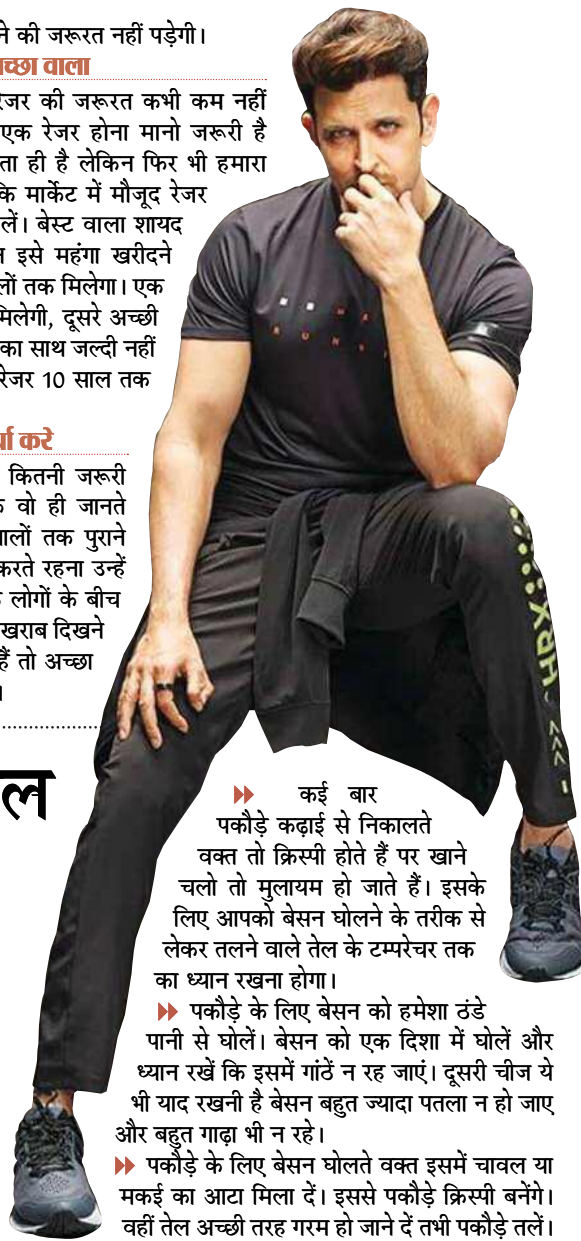 ने की जरूरत नहीं पड़ेगी।
च्छा वाला
रेजर की जरूरत कभी कम नहीं
एक रेजर होना मानो जरूरी है
ता ही है लेकिन फिर भी हमारा
कि मार्केट में मौजूद रेजर
लें। बेस्ट वाला शायद
इसे महंगा खरीदने
लों तक मिलेगा। एक
मिलेगी, दूसरे अच्छी
का साथ जल्दी नहीं
रेजर 10 साल तक
र्चा करे
कितनी जरूरी
वो ही जानते
सालों तक पुराने
करते रहना उन्हें
लोगों के बीच
खराब दिखने
हैं तो अच्छा
।
ल
HRX
>>>
कई बार
पकौड़े कढ़ाई से निकालते
वक्त तो क्रिस्पी होते हैं पर खाने
चलो तो मुलायम हो जाते हैं। इसके
लिए आपको बेसन घोलने के तरीक से
लेकर तलने वाले तेल के टम्परेचर तक
का ध्यान रखना होगा।
पकौड़े के लिए बेसन को हमेशा ठंडे
पानी से घोलें। बेसन को एक दिशा में घोलें और
ध्यान रखें कि इसमें गांठें न रह जाएं। दूसरी चीज ये
भी याद रखनी है बेसन बहुत ज्यादा पतला न हो जाए
और बहुत गाढ़ा भी न रहे।
पकौड़े के लिए बेसन घोलते वक्त इसमें चावल या
मकई का आटा मिला दें। इससे पकौड़े क्रिस्पी बनेंगे।
वहीं तेल अच्छी तरह गरम हो जाने दें तभी पकौड़े तलें।